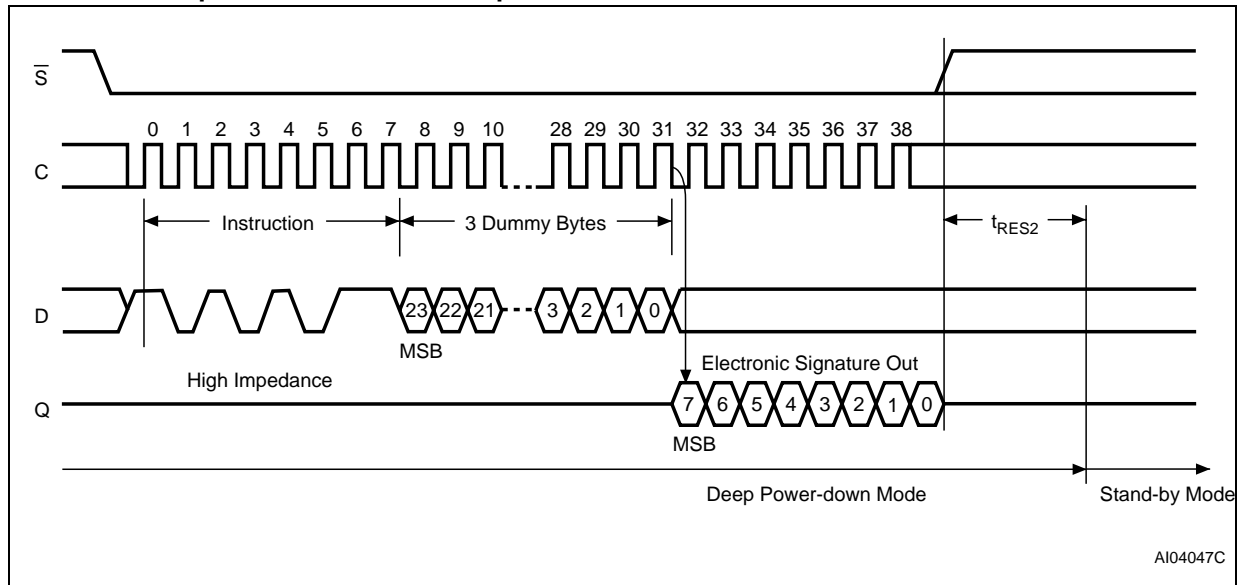 S
0 1 2 3 4 5 6 7 8 9 10 28 29 30 31 32 33 34 35 36 37 38
C
Instruction 3 Dummy Bytes tRES2
D
23 22 21 3 2 1 0
MSB
High Impedance
Electronic Signature Out
Q
7 6 5 4 3 2 1 0
MSB
Deep Power-down Mode Stand-by Mode
AI04047C